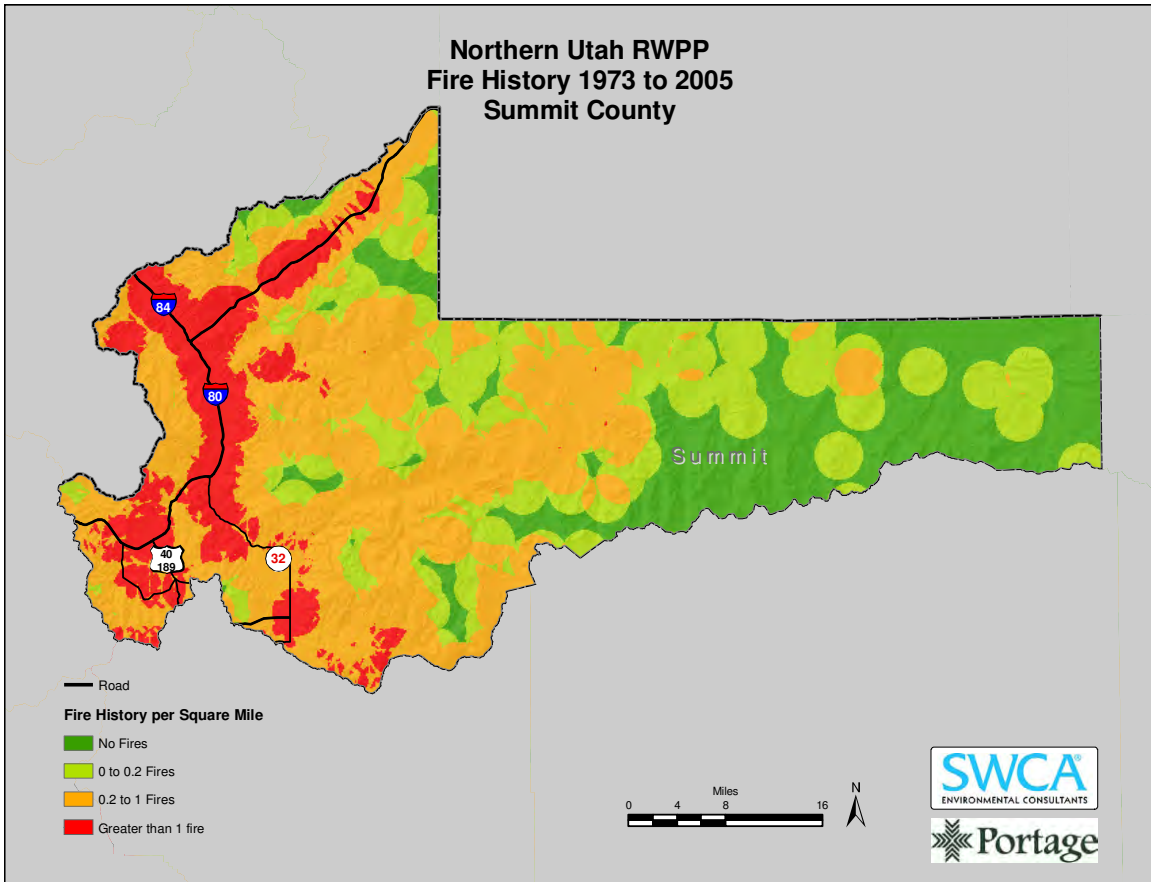 Northern Utah RWPP
Fire History 1973 to 2005
Summit County
84
80
Summit
40
189
32
Road
Fire History per Square Mile
No Fires
0 to 0.2 Fires
0.2 to 1 Fires
Greater than 1 fire
Miles
0 4 8 16
N
SWCA®
ENVIRONMENTAL CONSULTANTS
Portage